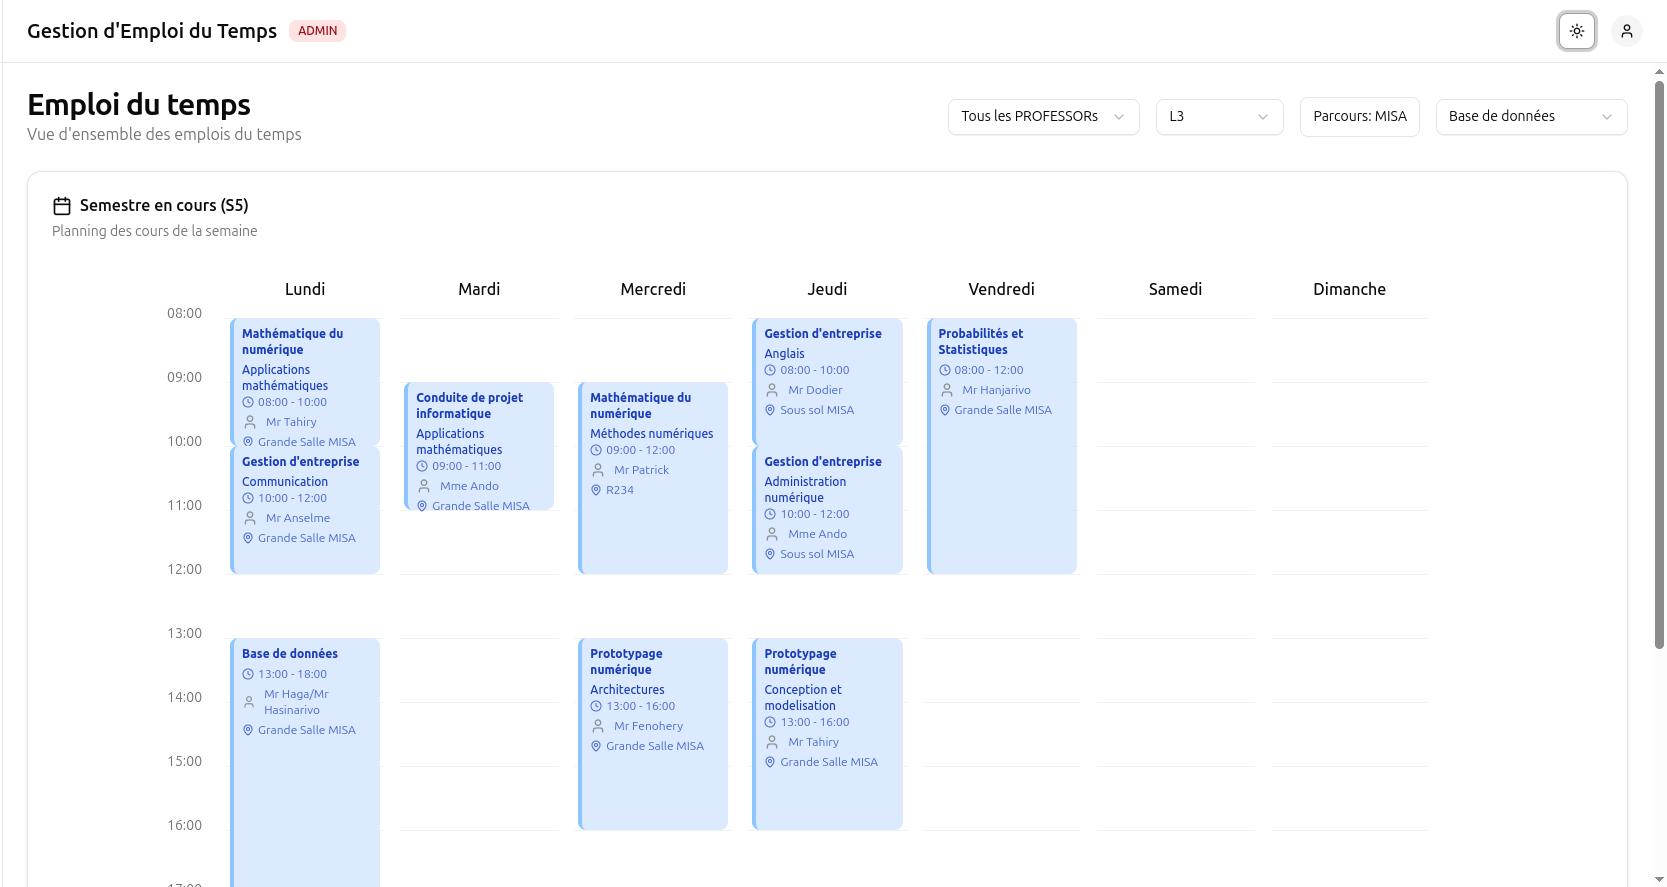 Gestion d'Emploi du Temps ADMIN
Emploi du temps
Vue d'ensemble des emplois du temps
Tous les PROFESSORs L3 Parcours: MISA Base de données
Semestre en cours (S5)
Planning des cours de la semaine
Lundi Mardi Mercredi Jeudi Vendredi Samedi Dimanche
08:00
09:00
10:00
11:00
12:00
13:00
14:00
15:00
16:00
17:00
Mathématique du
numérique
Applications
mathématiques
08:00 - 10:00
Mr Tahiry
Grande Salle MISA
Gestion d'entreprise
Communication
10:00 - 12:00
Mr Anselme
Grande Salle MISA
Base de données
13:00 - 18:00
Mr Haga/Mr
Hasinarivo
Grande Salle MISA
Conduite de projet
informatique
Applications
mathématiques
09:00 - 11:00
Mme Ando
Grande Salle MISA
Mathématique du
numérique
Méthodes numériques
09:00 - 12:00
Mr Patrick
R234
Prototypage
numérique
Architectures
13:00 - 16:00
Mr Fenohery
Grande Salle MISA
Gestion d'entreprise
Anglais
08:00 - 10:00
Mr Dodier
Sous sol MISA
Gestion d'entreprise
Administration
numérique
10:00 - 12:00
Mme Ando
Sous sol MISA
Prototypage
numérique
Conception et
modelisation
13:00 - 16:00
Mr Tahiry
Grande Salle MISA
Probabilités et
Statistiques
08:00 - 12:00
Mr Hanjarivo
Grande Salle MISA